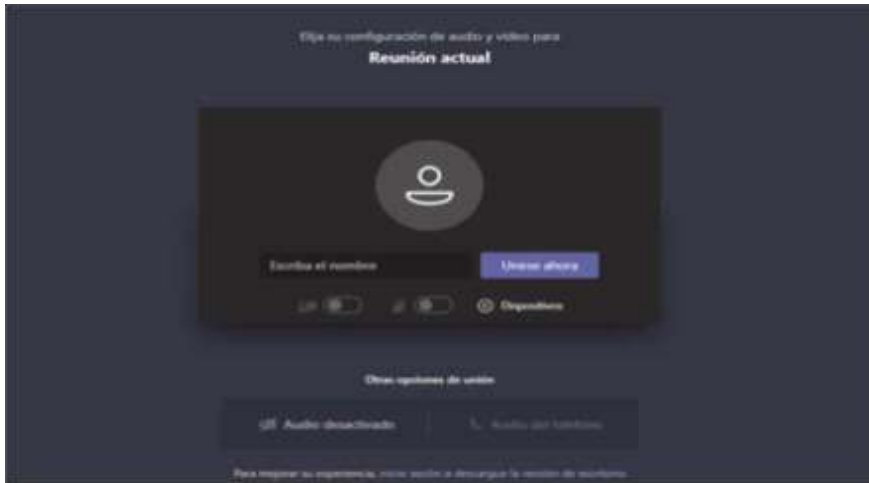 Elija su configuración de audio y vídeo para
Reunión actual
Escriba el nombre
Unirse ahora
Dispositivos
Otras opciones de unión
Audio desactivado
Audio del teléfono
Para mejorar su experiencia, inicie sesión o descargue la versión de escritorio